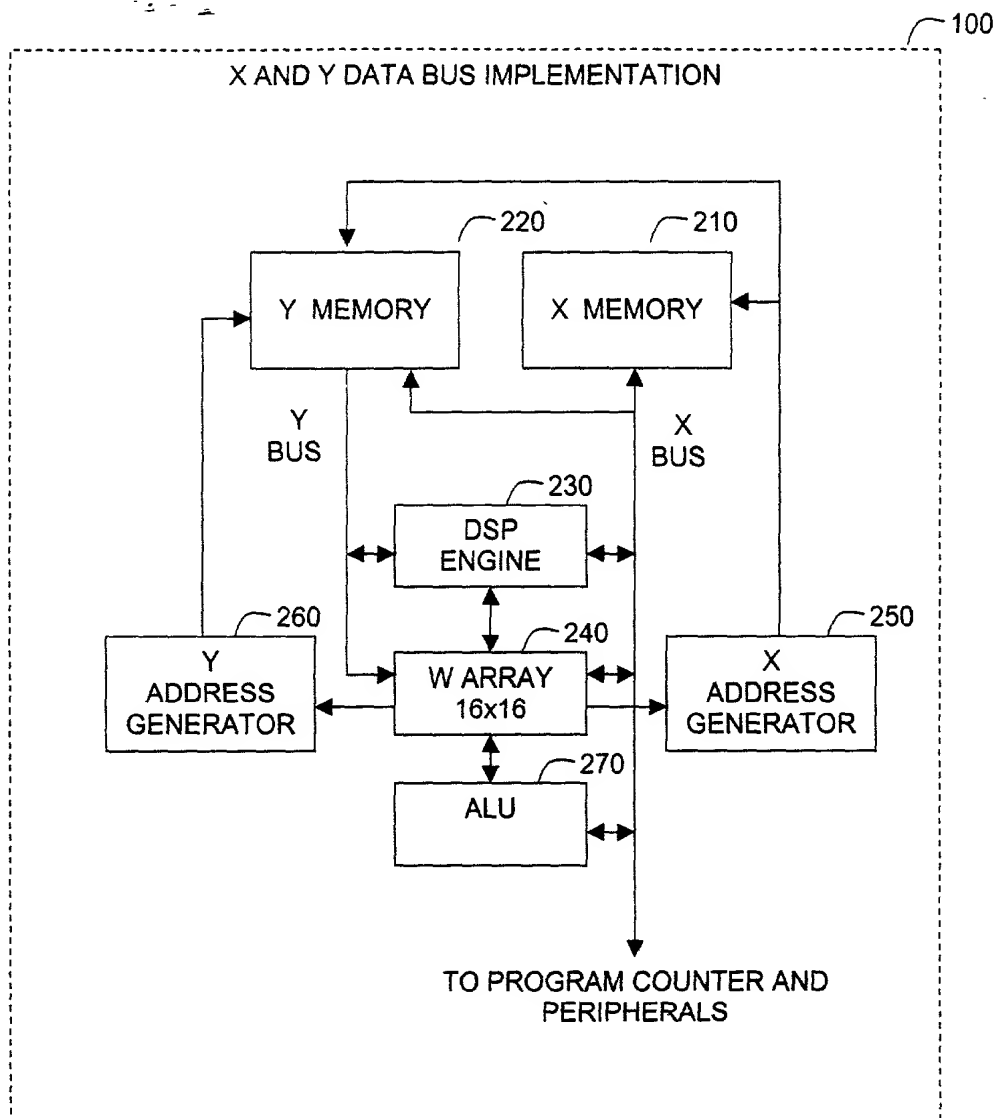 100
X AND Y DATA BUS IMPLEMENTATION
220
210
Y MEMORY
X MEMORY
Y
BUS
X
BUS
230
DSP
ENGINE
260
240
250
Y
ADDRESS
GENERATOR
W ARRAY
16x16
X
ADDRESS
GENERATOR
270
ALU
TO PROGRAM COUNTER AND
PERIPHERALS